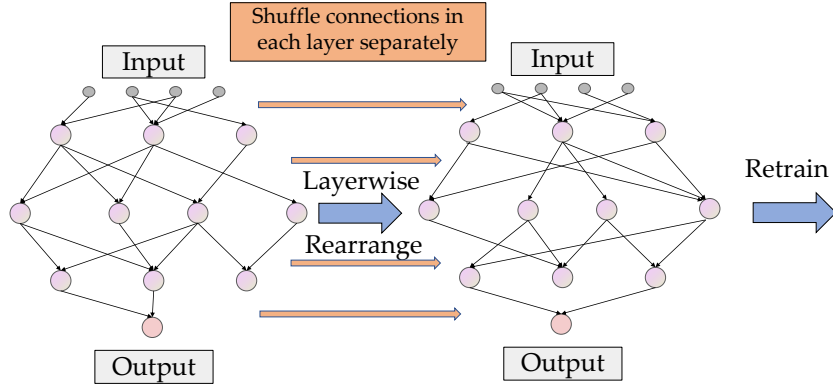 Shuffle connections in
each layer separately
Input
Input
Layerwise
Rearrange
Retrain
Output
Output